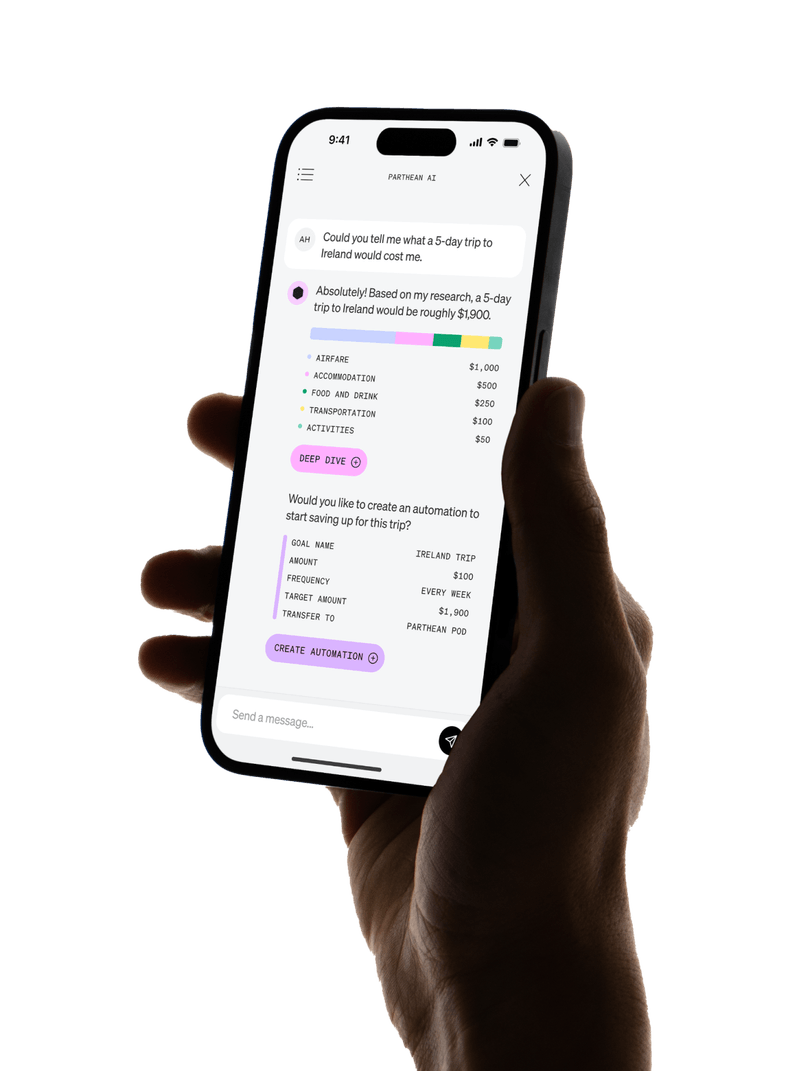 9:41
PARTHEAN AI
AH
Could you tell me what a 5-day trip to
Ireland would cost me.
Absolutely! Based on my research, a 5-day
trip to Ireland would be roughly $1,900.
AIRFARE $1,000
ACCOMMODATION $500
FOOD AND DRINK $250
TRANSPORTATION $100
ACTIVITIES $50
DEEP DIVE
Would you like to create an automation to
start saving up for this trip?
GOAL NAME IRELAND TRIP
AMOUNT $100
FREQUENCY EVERY WEEK
TARGET AMOUNT $1,900
TRANSFER TO PARTHEAN POD
CREATE AUTOMATION
Send a message...